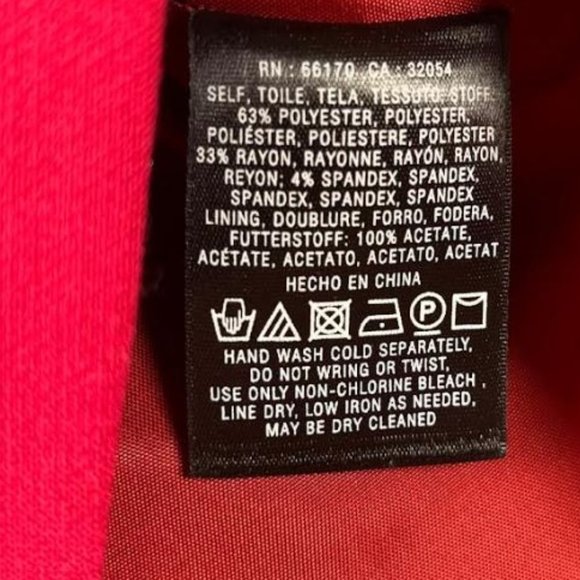 RN : 66170 CA : 32054
SELF, TOILE, TELA, TESSUTO STOFF
63% POLYESTER, POLYESTER,
POLIÉSTER, POLIESTERE, POLYESTER
33% RAYON, RAYONNE, RAYÓN, RAYON,
REYON; 4% SPANDEX, SPANDEX,
SPANDEX, SPANDEX, SPANDEX
LINING, DOUBLURE, FORRO, FODERA,
FUTTERSTOFF: 100% ACETATE,
ACÉTATE, ACETATO, ACETATO, ACETAT
HECHO EN CHINA
P
HAND WASH COLD SEPARATELY,
DO NOT WRING OR TWIST,
USE ONLY NON-CHLORINE BLEACH ,
LINE DRY, LOW IRON AS NEEDED,
MAY BE DRY CLEANED